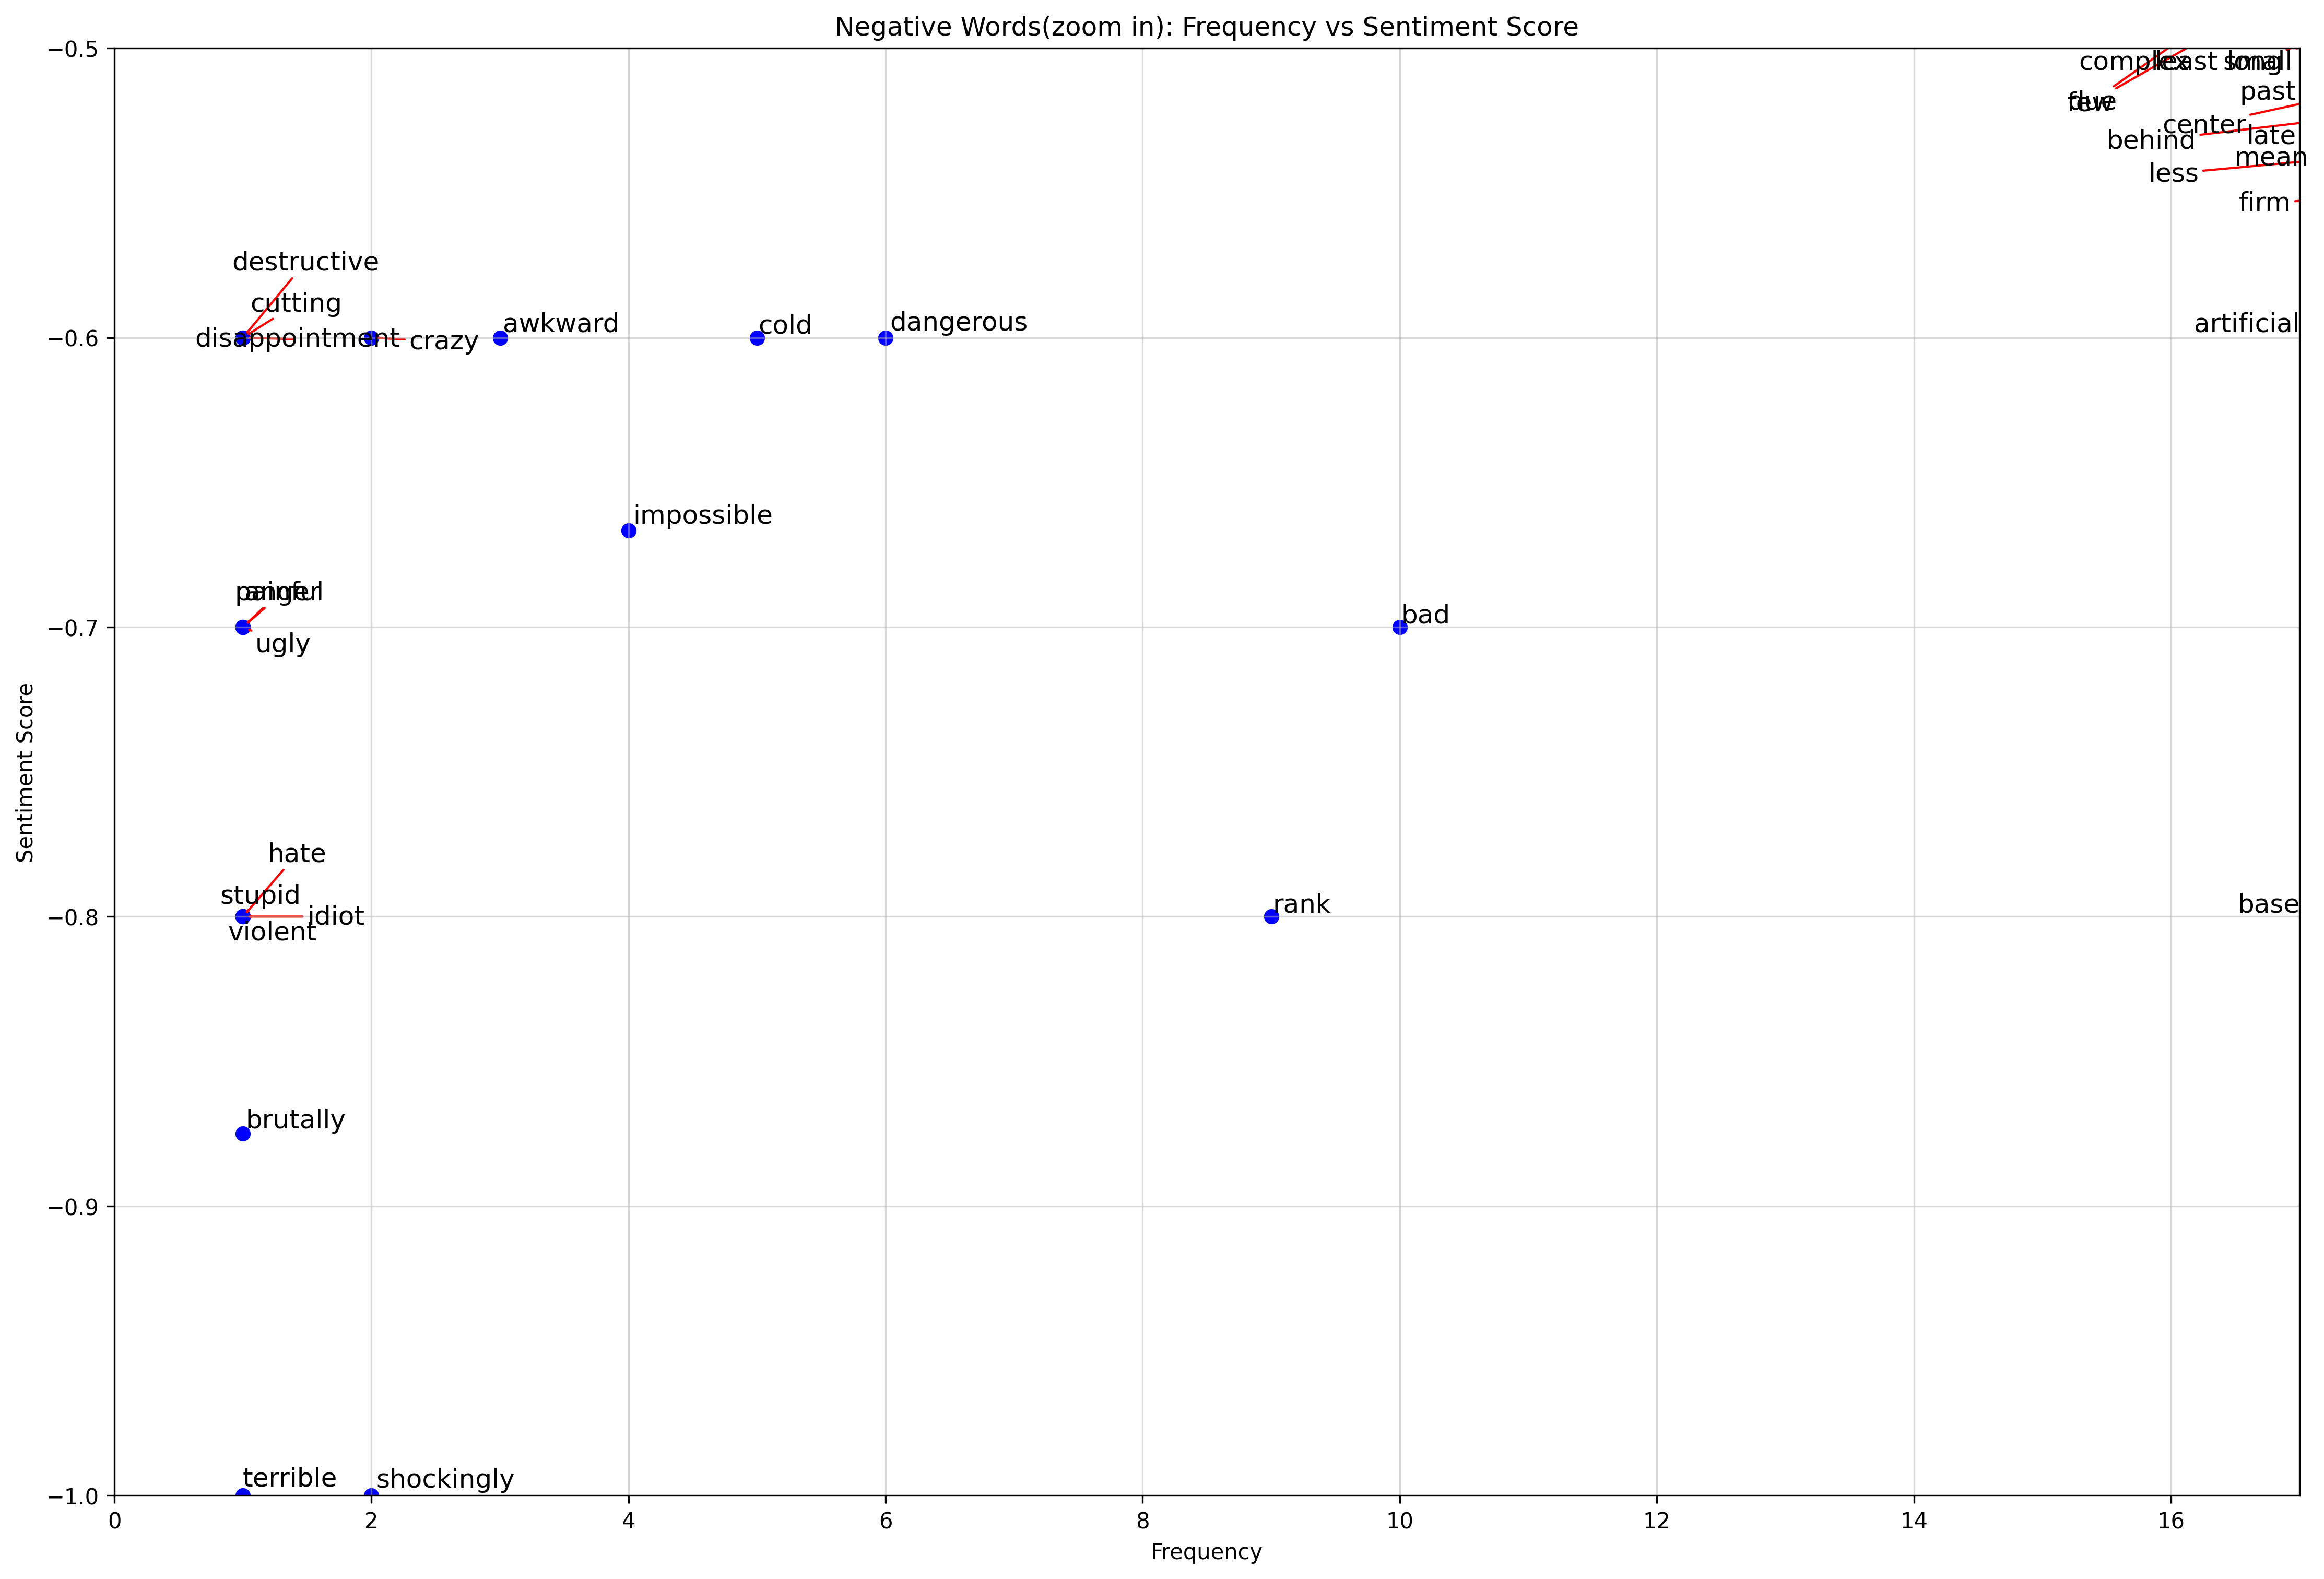 Negative Words(zoom in): Frequency vs Sentiment Score
−0.5
complex
least
long
small
past
due
few
center
behind
late
mean
less
firm
destructive
cutting
−0.6
disappointment
crazy
awkward
cold
dangerous
artificial
impossible
painful
anger
−0.7
ugly
bad
Sentiment Score
hate
stupid
−0.8
idiot
violent
rank
base
brutally
−0.9
terrible
shockingly
−1.0
0
2
4
6
8
10
12
14
16
Frequency